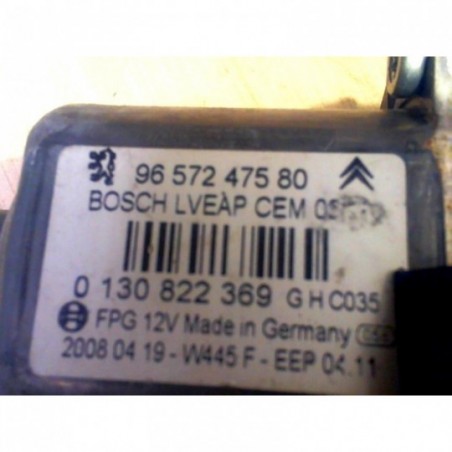 96 572 475 80
BOSCH LVEAP CEM
0 130 822 369 G H C035
FPG 12V Made in Germany
2008 04 19 - W445 F - EEP 04.11